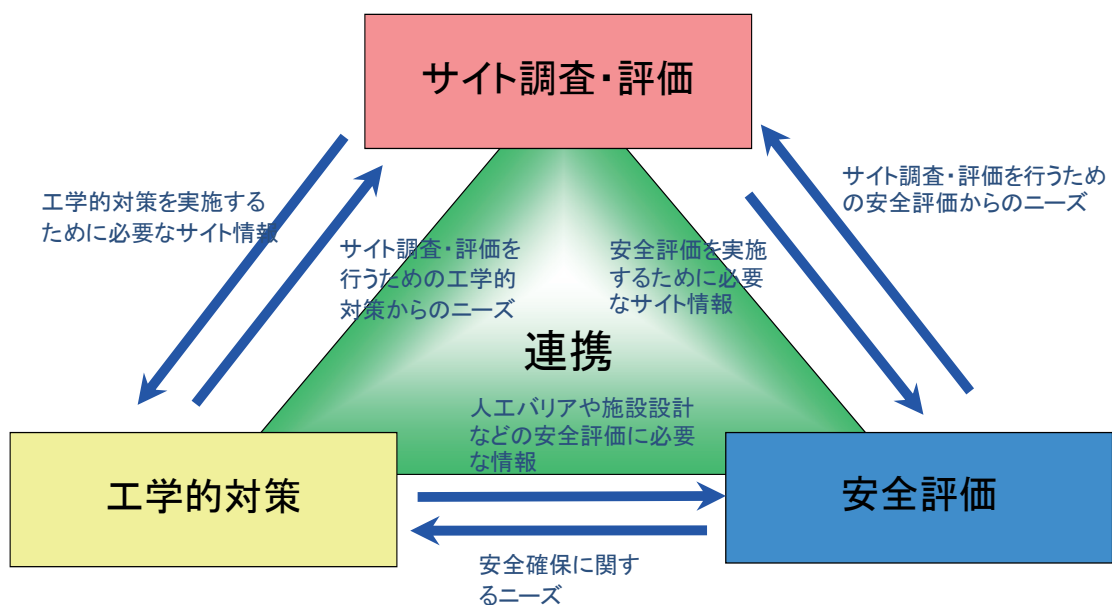 サイト調査・評価
工学的対策を実施する
ために必要なサイト情報
サイト調査・評価を
行うための工学的
対策からのニーズ
安全評価を実施
するために必要
なサイト情報
サイト調査・評価を行うため
の安全評価からのニーズ
連携
人工バリアや施設設計
などの安全評価に必要
な情報
工学的対策
安全評価
安全確保に関す
るニーズ